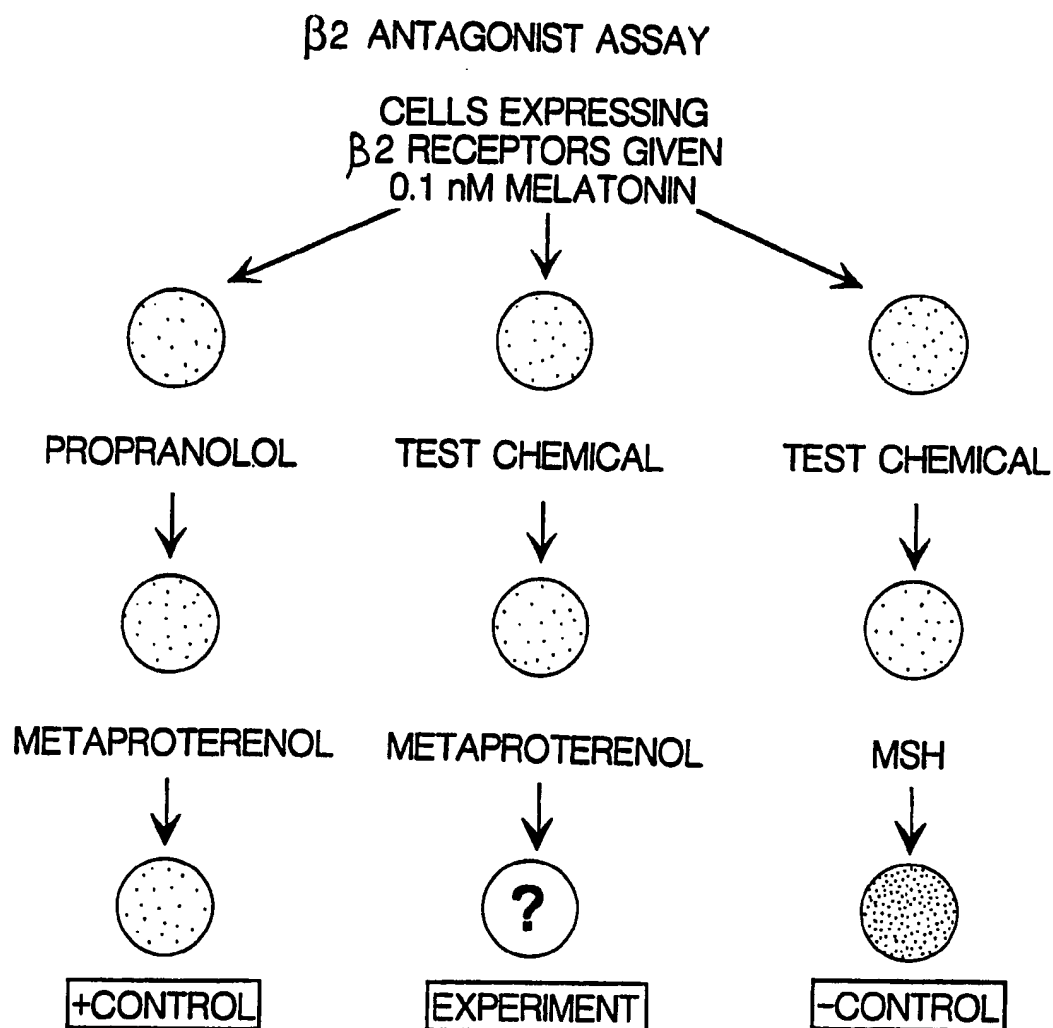 β2 ANTAGONIST ASSAY
CELLS EXPRESSING
β2 RECEPTORS GIVEN
0.1 nM MELATONIN
PROPRANOLOL
TEST CHEMICAL
TEST CHEMICAL
METAPROTERENOL
METAPROTERENOL
MSH
?
+CONTROL
EXPERIMENT
-CONTROL